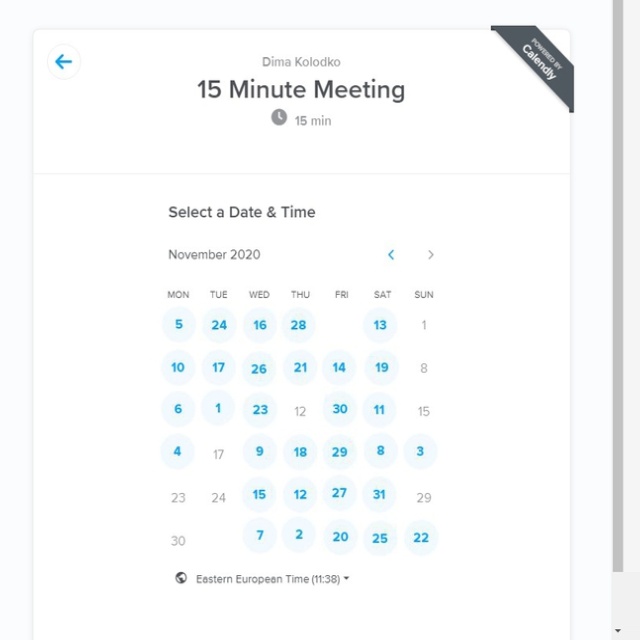 POWERED BY
Calendly
Dima Kolodko
15 Minute Meeting
15 min
Select a Date & Time
November 2020
MON TUE WED THU FRI SAT SUN
5 24 16 28 13 1
10 17 26 21 14 19 8
6 1 23 12 30 11 15
4 17 9 18 29 8 3
23 24 15 12 27 31 29
30 7 2 20 25 22
Eastern European Time (11:38)